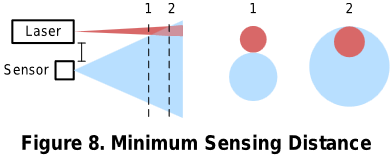 1 2 1 2
Laser
Sensor
Figure 8. Minimum Sensing Distance